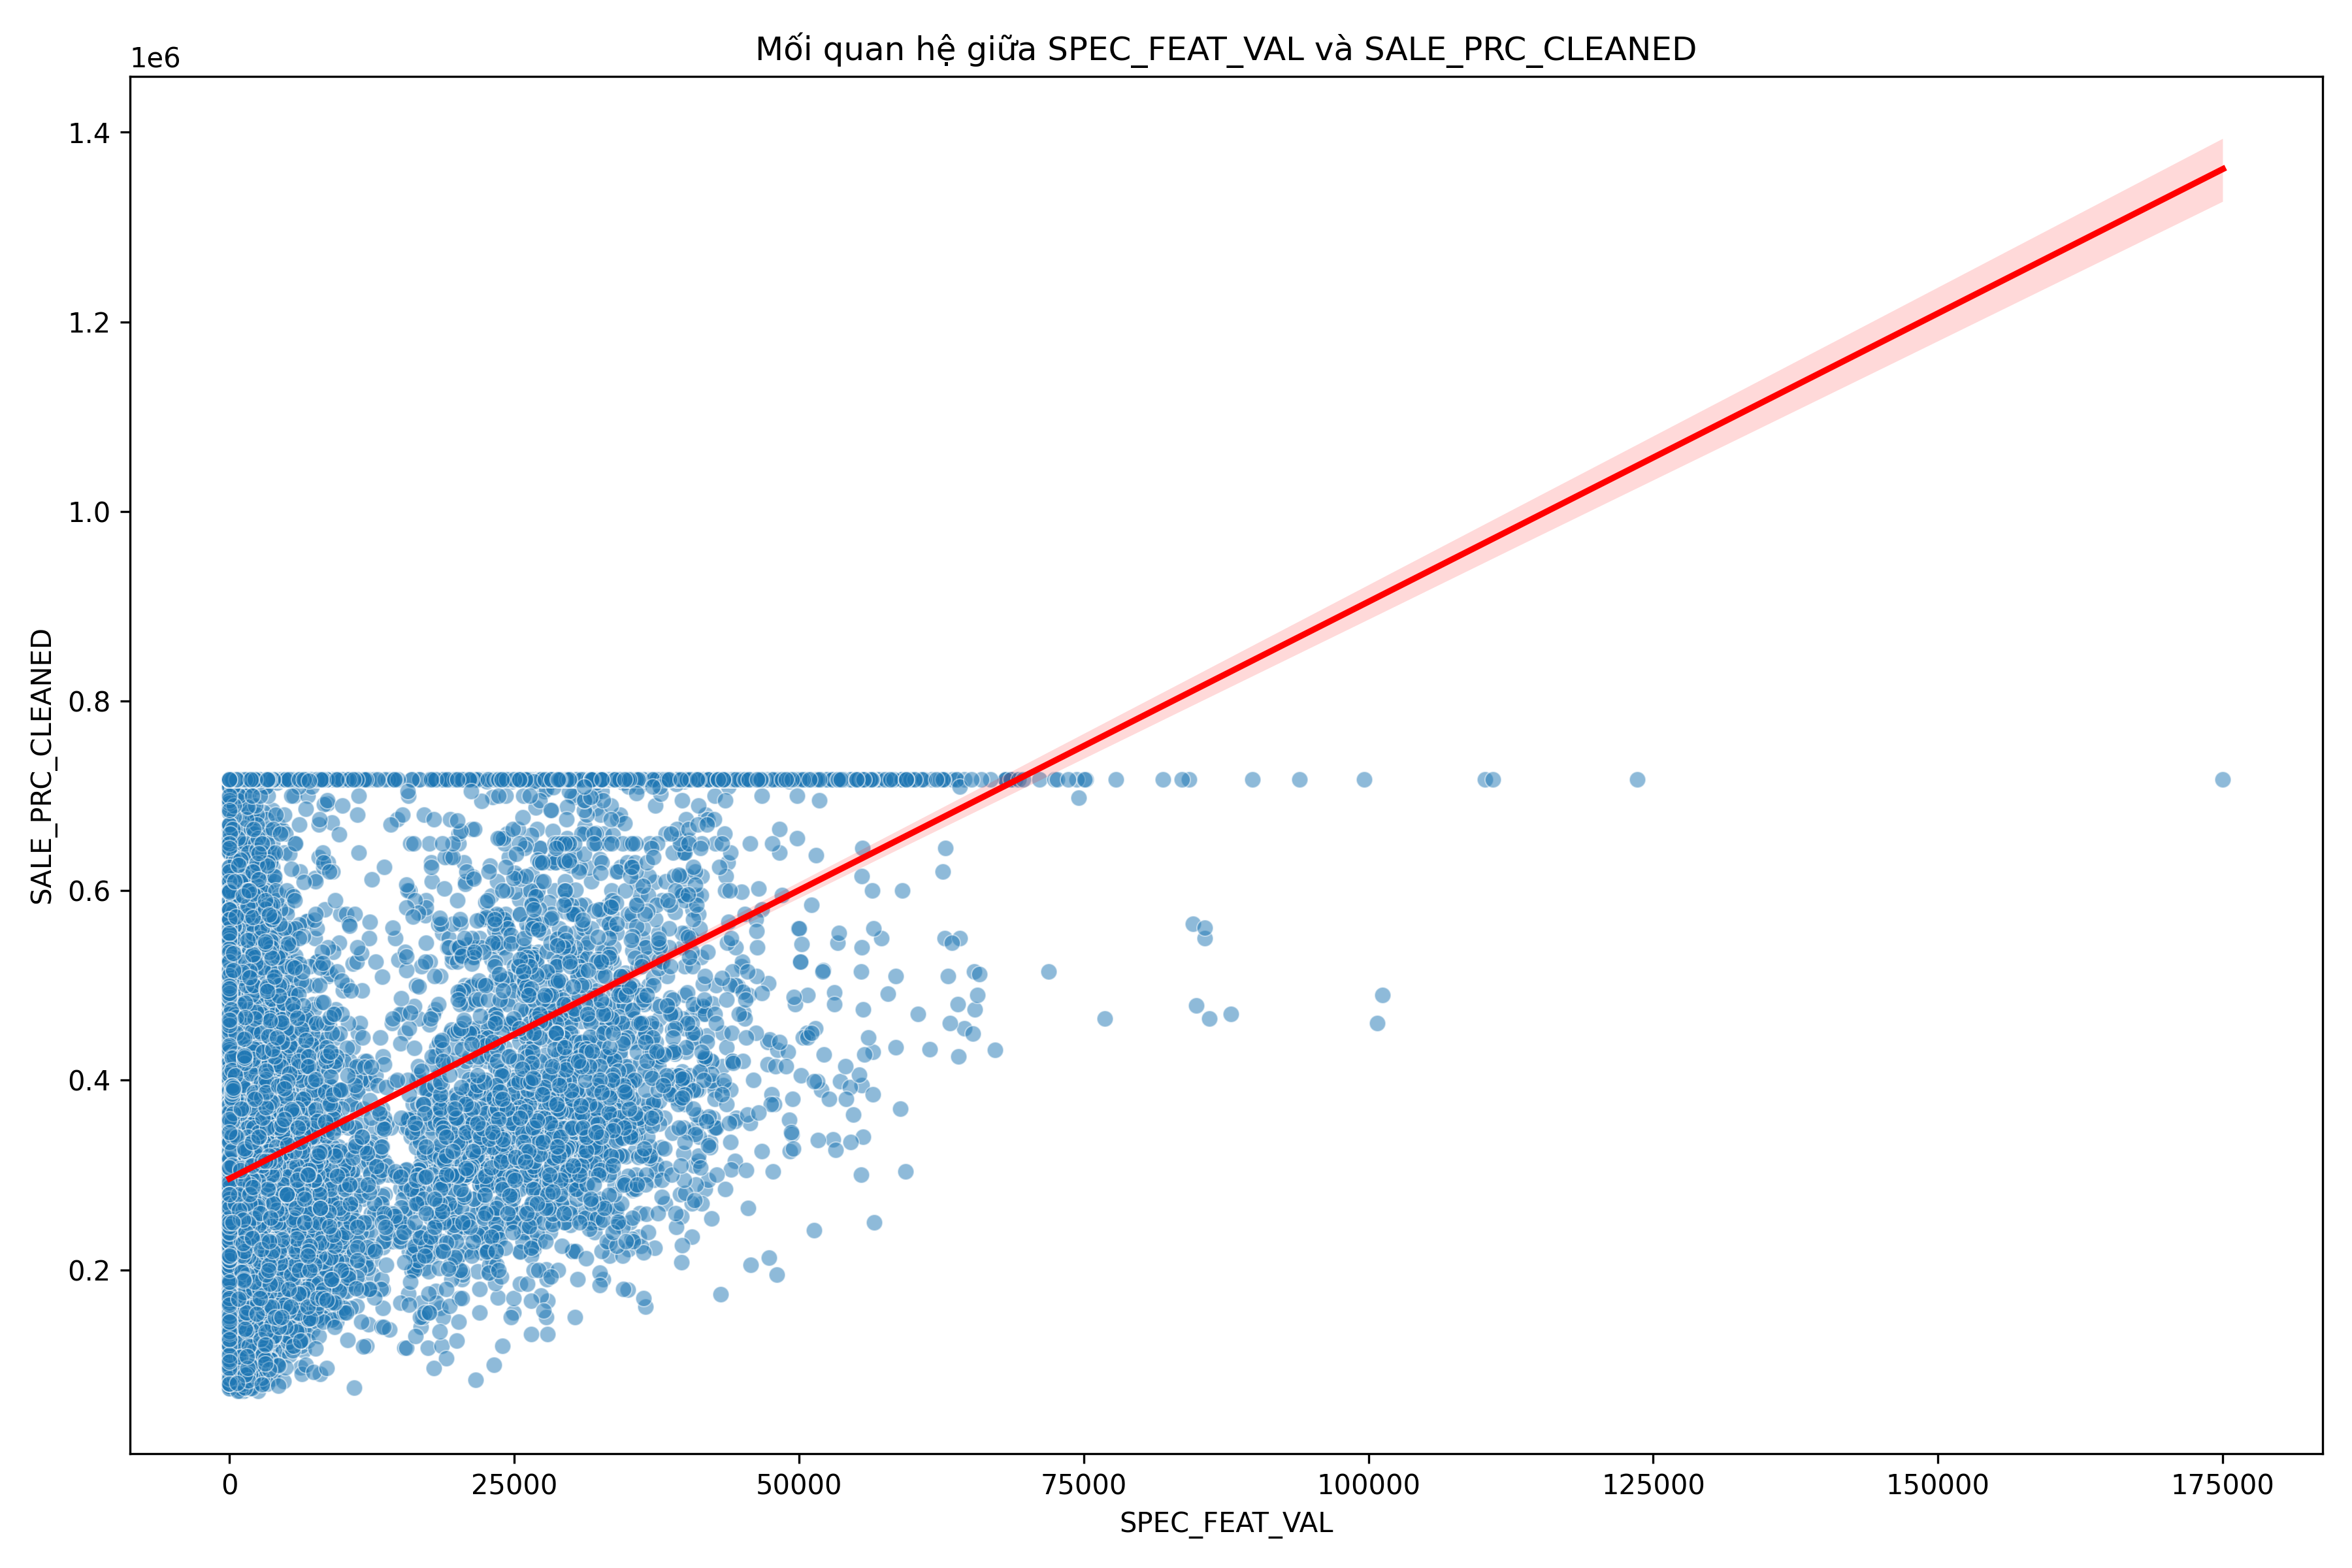 Mối quan hệ giữa SPEC_FEAT_VAL và SALE_PRC_CLEANED
1e6
1.4
1.2
1.0
0.8
0.6
0.4
0.2
SALE_PRC_CLEANED
0 25000 50000 75000 100000 125000 150000 175000
SPEC_FEAT_VAL